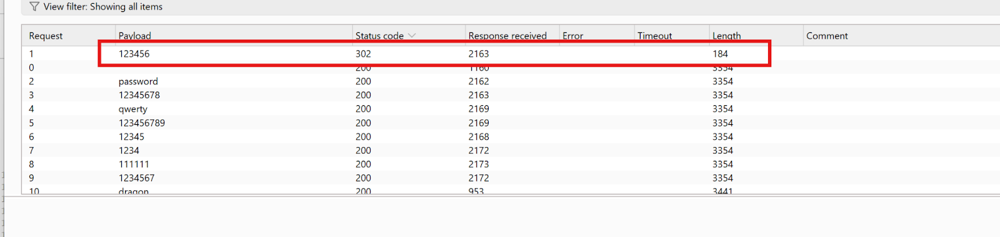 View filter: Showing all items
Request Payload Status code Response received Error Timeout Length Comment
1 123456 302 2163 184
0 200 1160 3354
2 password 200 2162 3354
3 12345678 200 2163 3354
4 qwerty 200 2169 3354
5 123456789 200 2169 3354
6 12345 200 2168 3354
7 1234 200 2172 3354
8 111111 200 2173 3354
9 1234567 200 2172 3354
10 dragon 200 953 3441